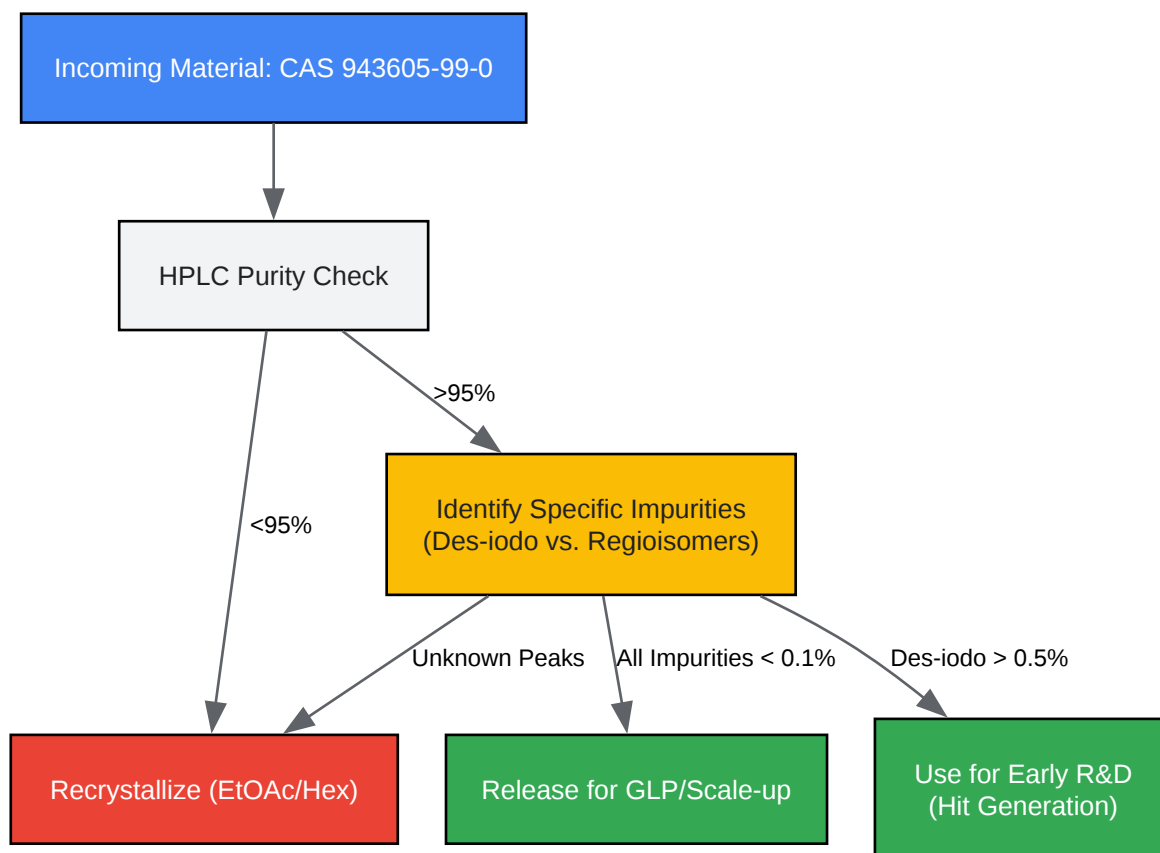 Incoming Material: CAS 943605-99-0
HPLC Purity Check
>95%
Identify Specific Impurities
(Des-iodo vs. Regioisomers)
<95%
Unknown Peaks
All Impurities < 0.1%
Des-iodo > 0.5%
Recrystallize (EtOAc/Hex)
Release for GLP/Scale-up
Use for Early R&D
(Hit Generation)